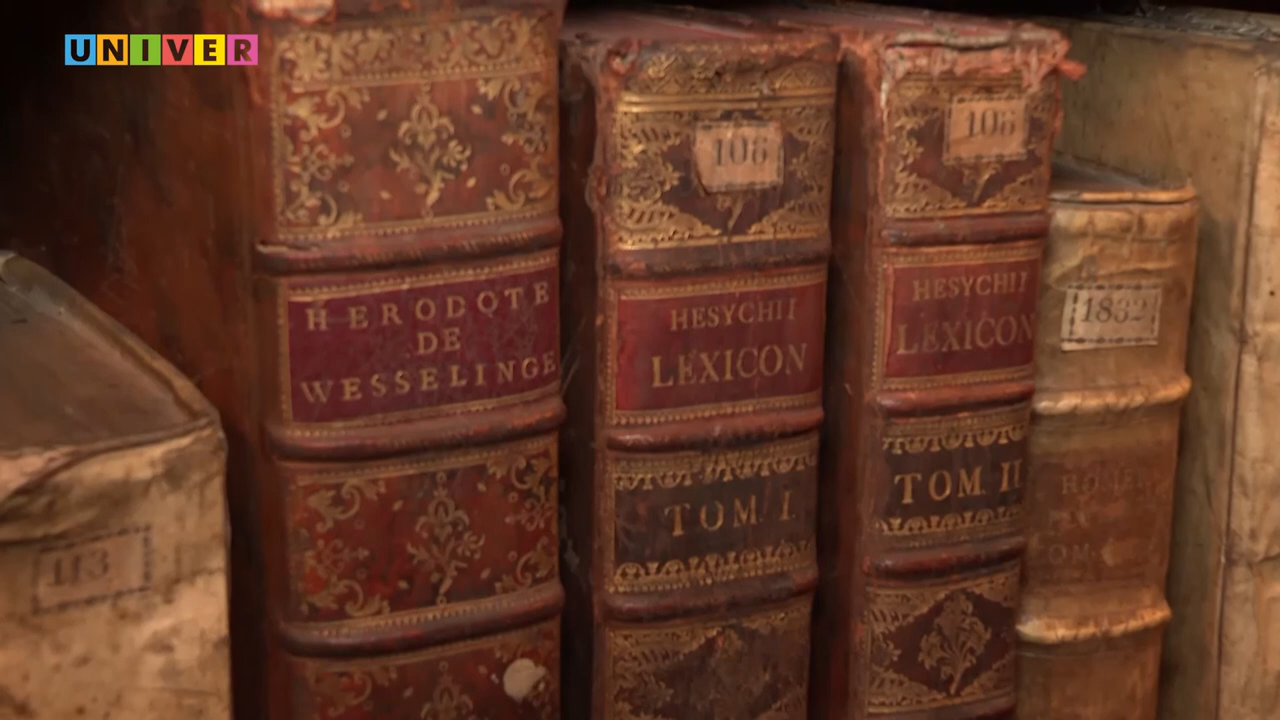 UNIVER
HERODOTE
DE
WESSELINGE
106
HESYCHII
LEXICON
TOM. I.
106
HESYCHII
LEXICON
TOM. II
1832
113